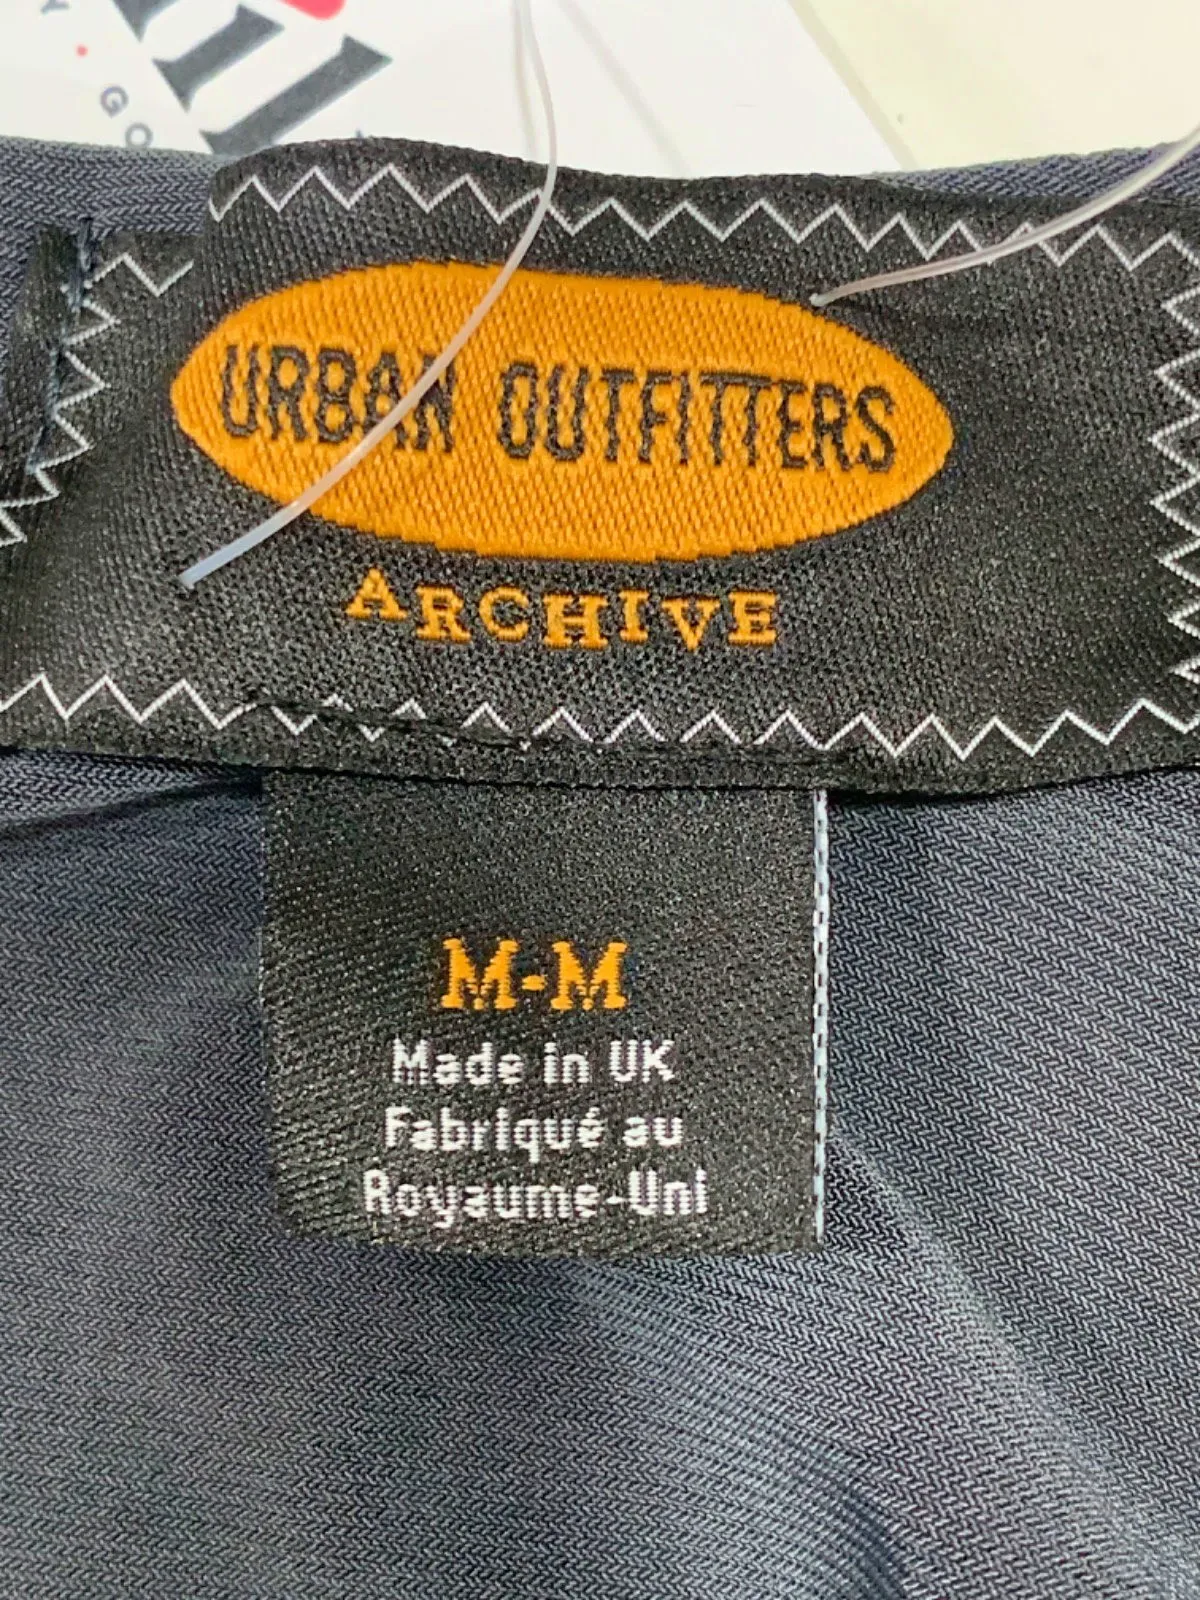 URBAN OUTFITTERS
ARCHIVE
M-M
Made in UK
Fabriqué au
Royaume-Uni